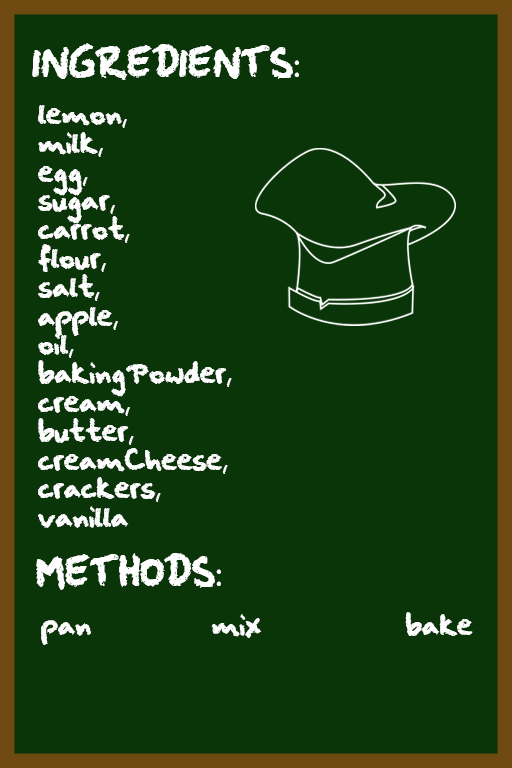 INGREDIENTS:
lemon,
milk,
egg,
sugar,
carrot,
flour,
salt,
apple,
oil,
bakingPowder,
cream,
butter,
creamCheese,
crackers,
vanilla
METHODS:
pan mix bake